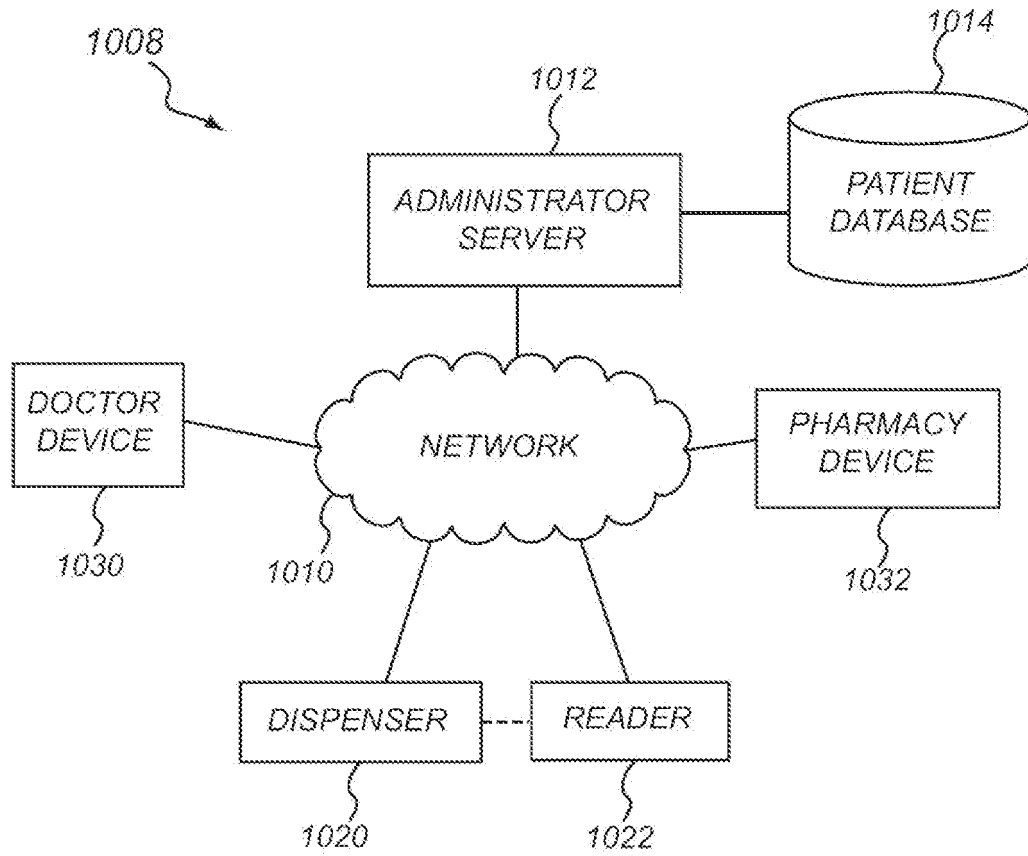 1008
1014
1012
ADMINISTRATOR
SERVER
PATIENT
DATABASE
DOCTOR
DEVICE
NETWORK
PHARMACY
DEVICE
1030
1010
1032
DISPENSER
READER
1020
1022